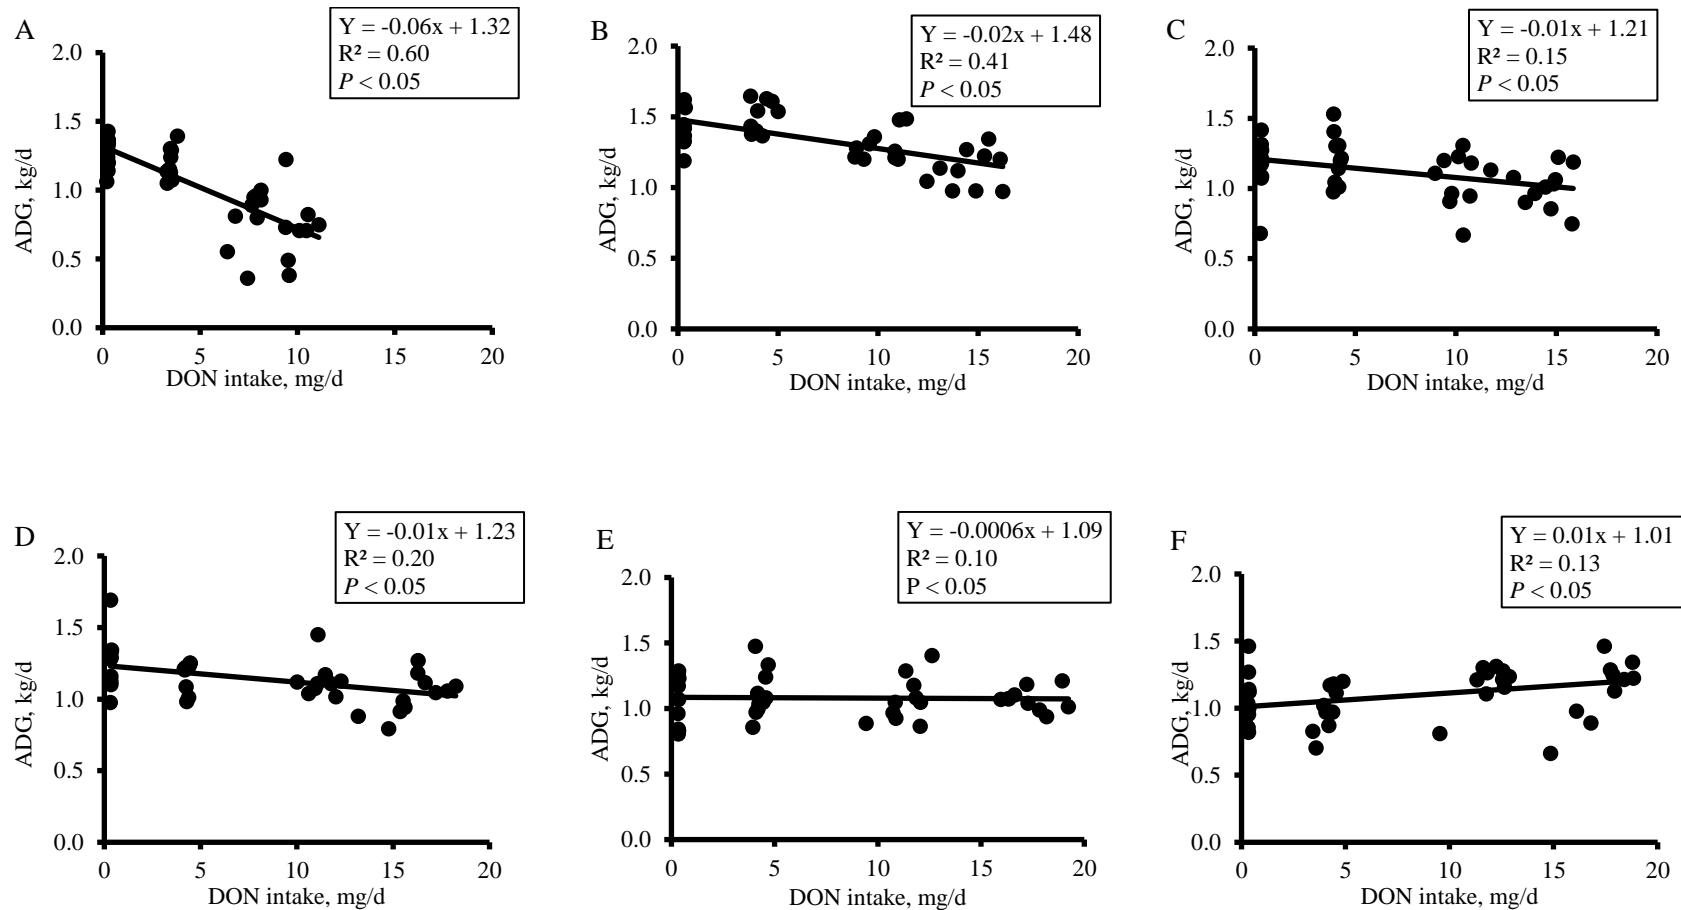 A
Y = -0.06x + 1.32
R² = 0.60
P < 0.05
2.0
1.5
1.0
0.5
0.0
ADG, kg/d
0
5
10
15
20
DON intake, mg/d
B
Y = -0.02x + 1.48
R² = 0.41
P < 0.05
2.0
1.5
1.0
0.5
0.0
ADG, kg/d
0
5
10
15
20
DON intake, mg/d
C
Y = -0.01x + 1.21
R² = 0.15
P < 0.05
2.0
1.5
1.0
0.5
0.0
ADG, kg/d
0
5
10
15
20
DON intake, mg/d
D
Y = -0.01x + 1.23
R² = 0.20
P < 0.05
2.0
1.5
1.0
0.5
0.0
ADG, kg/d
0
5
10
15
20
DON intake, mg/d
E
Y = -0.0006x + 1.09
R² = 0.10
P < 0.05
2.0
1.5
1.0
0.5
0.0
ADG, kg/d
0
5
10
15
20
DON intake, mg/d
F
Y = 0.01x + 1.01
R² = 0.13
P < 0.05
2.0
1.5
1.0
0.5
0.0
ADG, kg/d
0
5
10
15
20
DON intake, mg/d